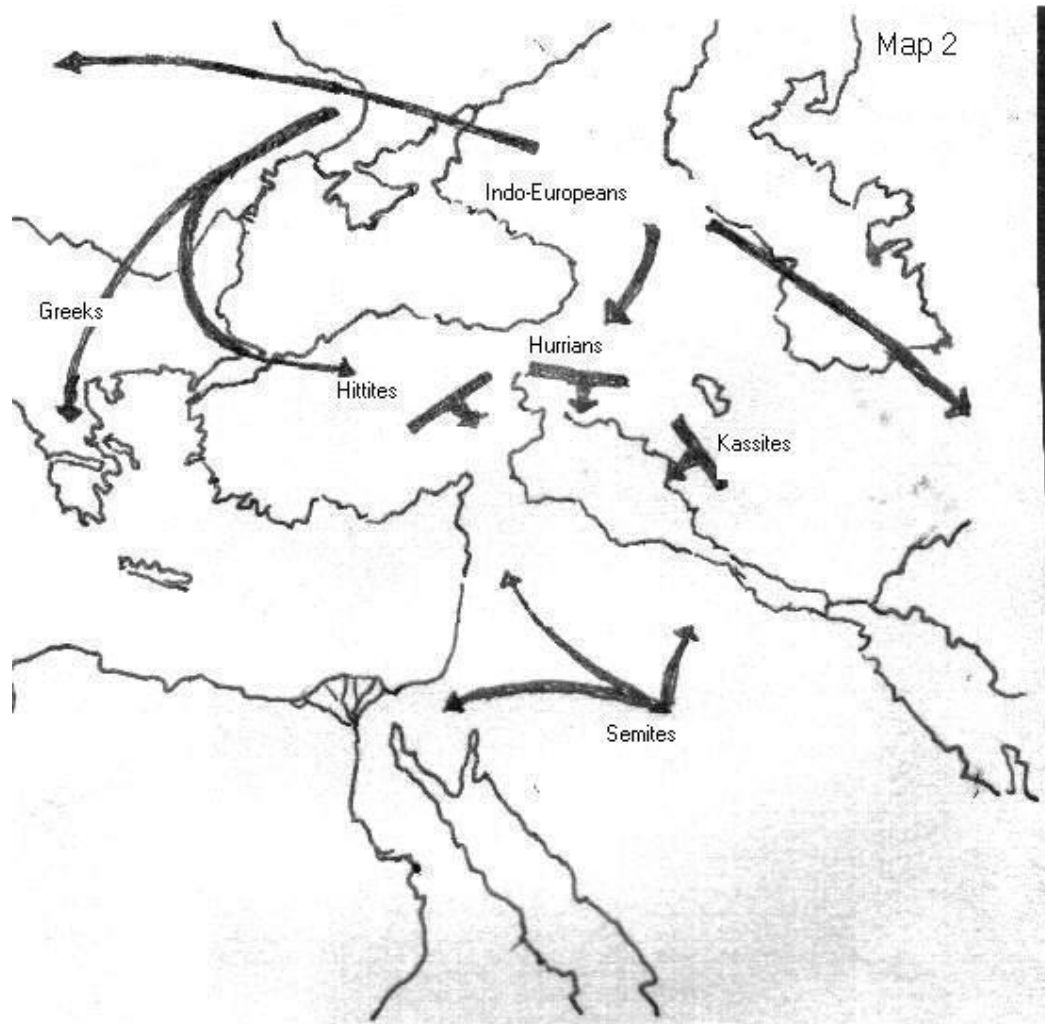 Map 2
Indo-Europeans
Greeks
Hurrians
Hittites
Kassites
Semites